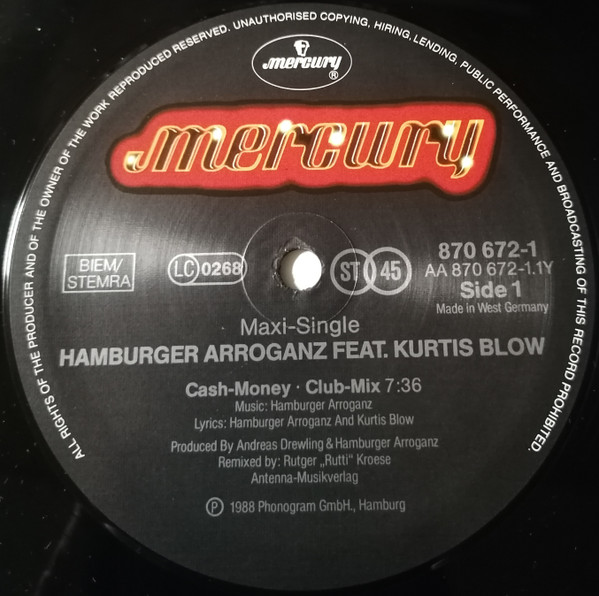 ALL RIGHTS OF THE PRODUCER AND OF THE OWNER OF THE WORK REPRODUCED RESERVED. UNAUTHORISED COPYING, HIRING, LENDING, PUBLIC PERFORMANCE AND BROADCASTING OF THIS RECORD PROHIBITED.
mercury
®
mercury
BIEM/
STEMRA
LC 0268
ST 45
870 672-1
AA 870 672-1.1Y
Side 1
Made in West Germany
Maxi-Single
HAMBURGER ARROGANZ FEAT. KURTIS BLOW
Cash-Money · Club-Mix 7:36
Music: Hamburger Arroganz
Lyrics: Hamburger Arroganz And Kurtis Blow
Produced By Andreas Drewling & Hamburger Arroganz
Remixed by: Rutger „Rutti" Kroese
Antenna-Musikverlag
Ⓟ 1988 Phonogram GmbH., Hamburg